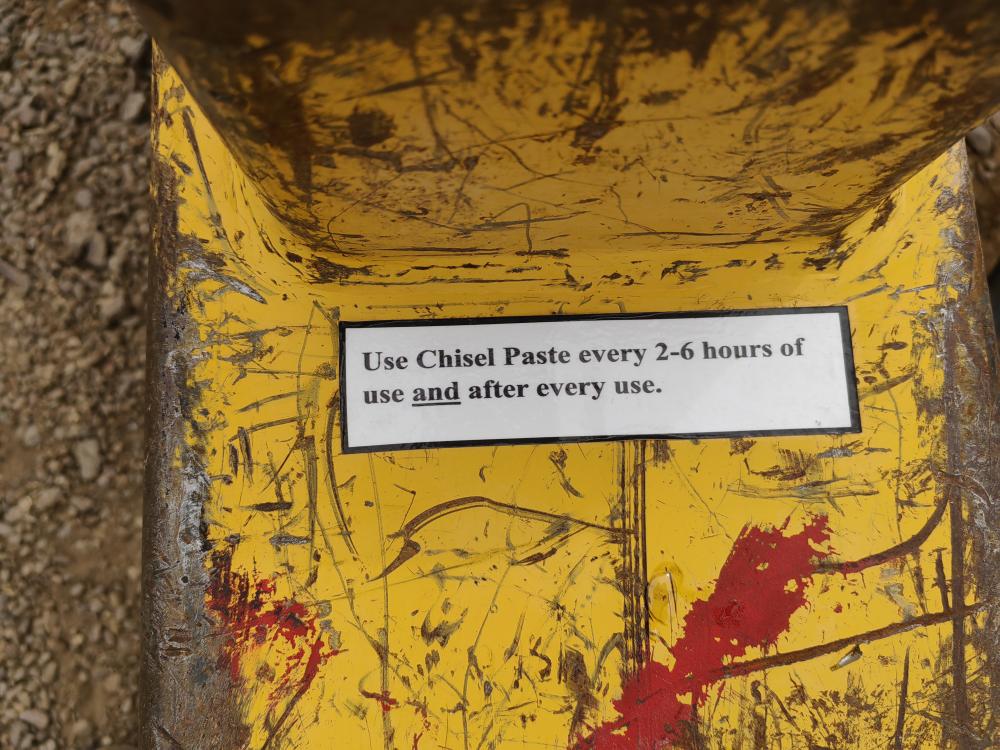 Use Chisel Paste every 2-6 hours of
use and after every use.